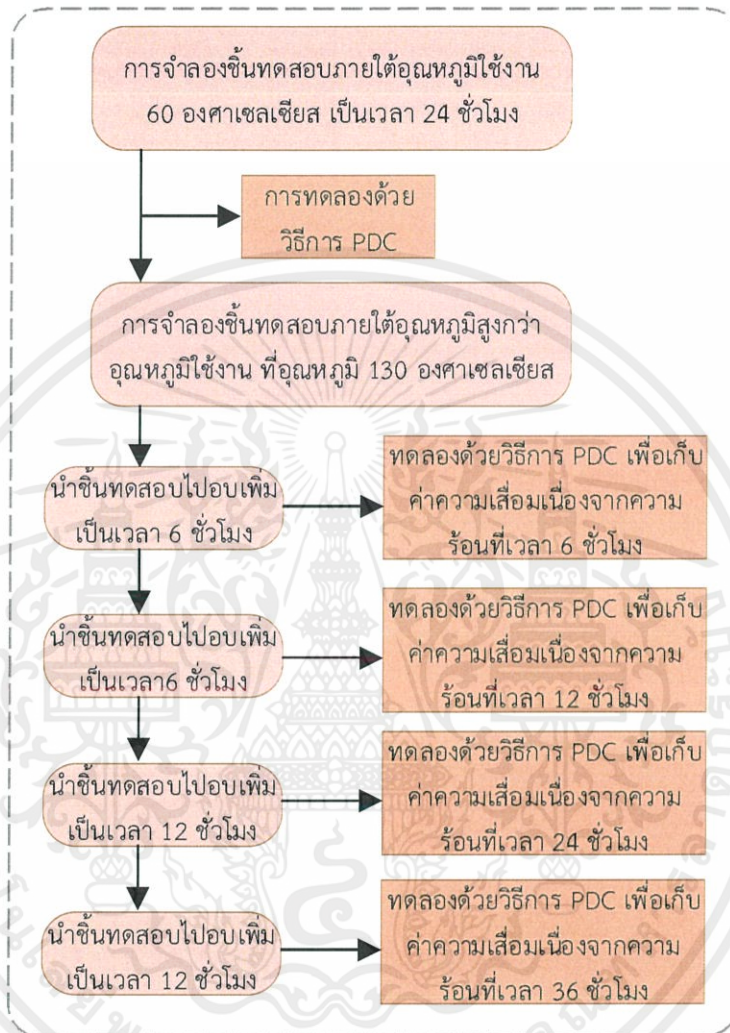 การจำลองชิ้นทดสอบภายใต้อุณหภูมิใช้งาน
60 องศาเซลเซียส เป็นเวลา 24 ชั่วโมง
การทดลองด้วย
วิธีการ PDC
การจำลองชิ้นทดสอบภายใต้อุณหภูมิสูงกว่า
อุณหภูมิใช้งาน ที่อุณหภูมิ 130 องศาเซลเซียส
นำชิ้นทดสอบไปอบเพิ่ม
เป็นเวลา 6 ชั่วโมง
ทดลองด้วยวิธีการ PDC เพื่อเก็บ
ค่าความเสื่อมเนื่องจากความ
ร้อนที่เวลา 6 ชั่วโมง
นำชิ้นทดสอบไปอบเพิ่ม
เป็นเวลา6 ชั่วโมง
ทดลองด้วยวิธีการ PDC เพื่อเก็บ
ค่าความเสื่อมเนื่องจากความ
ร้อนที่เวลา 12 ชั่วโมง
นำชิ้นทดสอบไปอบเพิ่ม
เป็นเวลา 12 ชั่วโมง
ทดลองด้วยวิธีการ PDC เพื่อเก็บ
ค่าความเสื่อมเนื่องจากความ
ร้อนที่เวลา 24 ชั่วโมง
นำชิ้นทดสอบไปอบเพิ่ม
เป็นเวลา 12 ชั่วโมง
ทดลองด้วยวิธีการ PDC เพื่อเก็บ
ค่าความเสื่อมเนื่องจากความ
ร้อนที่เวลา 36 ชั่วโมง